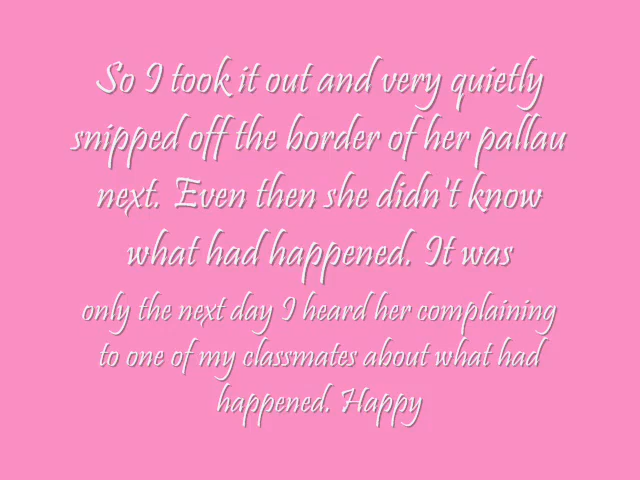 So I took it out and very quietly
snipped off the border of her pallau
next. Even then she didn't know
what had happened. It was
only the next day I heard her complaining
to one of my classmates about what had
happened. Happy